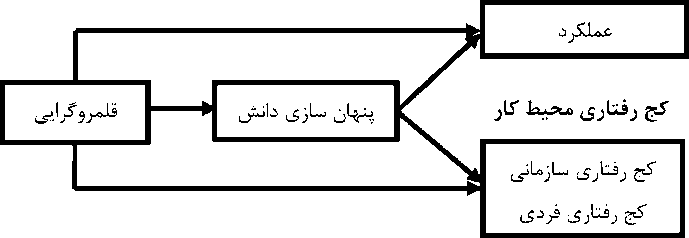 عملکرد
قلمروگرایی
پنهان سازی دانش
کج رفتاری محیط کار
کج رفتاری سازمانی
کج رفتاری فردی